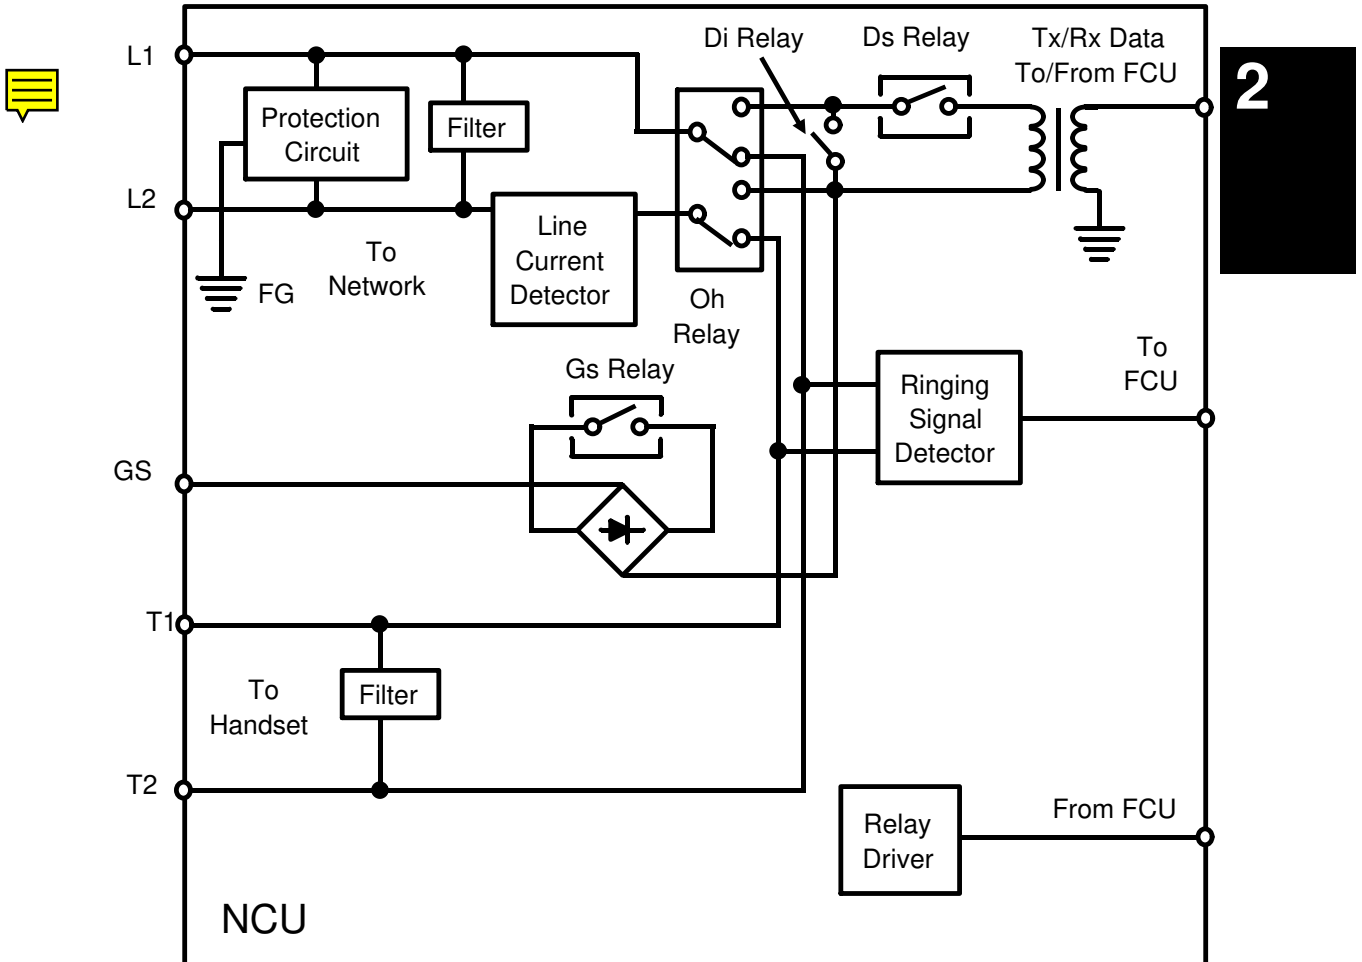 L1
Di Relay
Ds Relay
Tx/Rx Data
To/From FCU
2
Protection
Circuit
Filter
L2
To
Network
FG
Line
Current
Detector
Oh
Relay
To
FCU
Gs Relay
Ringing
Signal
Detector
GS
T1
To
Handset
Filter
T2
Relay
Driver
From FCU
NCU